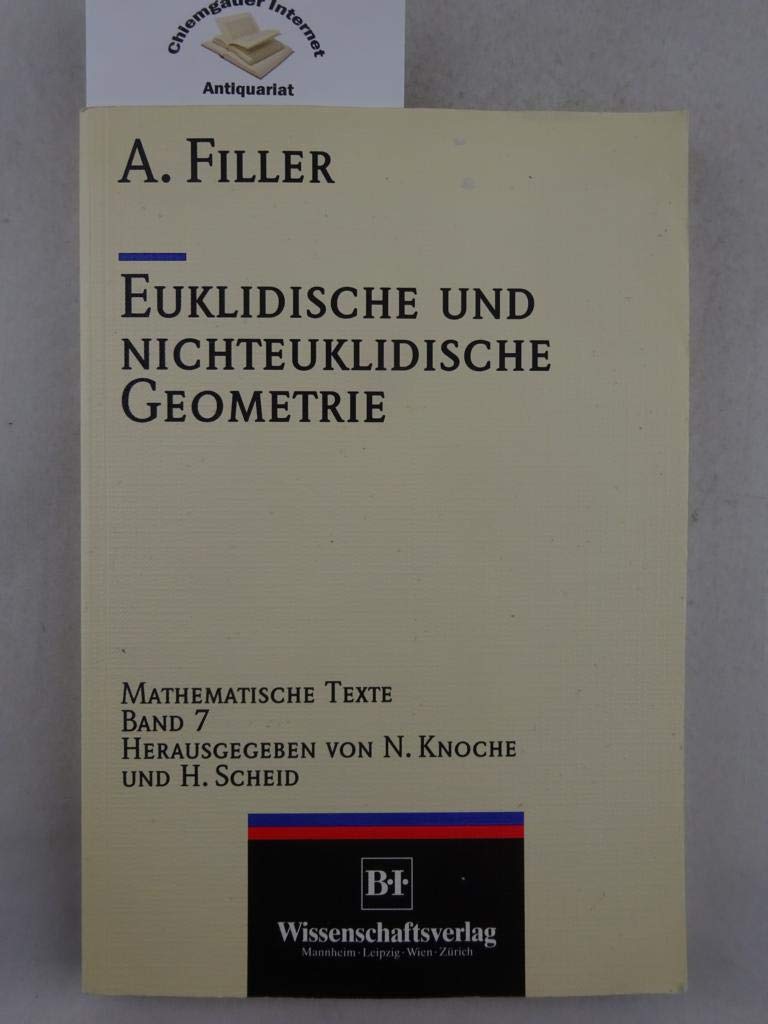 Chiemgauer Internet
Antiquariat
A. FILLER
EUKLIDISCHE UND
NICHTEUKLIDISCHE
GEOMETRIE
MATHEMATISCHE TEXTE
BAND 7
HERAUSGEGEBEN VON N. KNOCHE
UND H. SCHEID
B·I·
Wissenschaftsverlag
Mannheim · Leipzig · Wien · Zürich